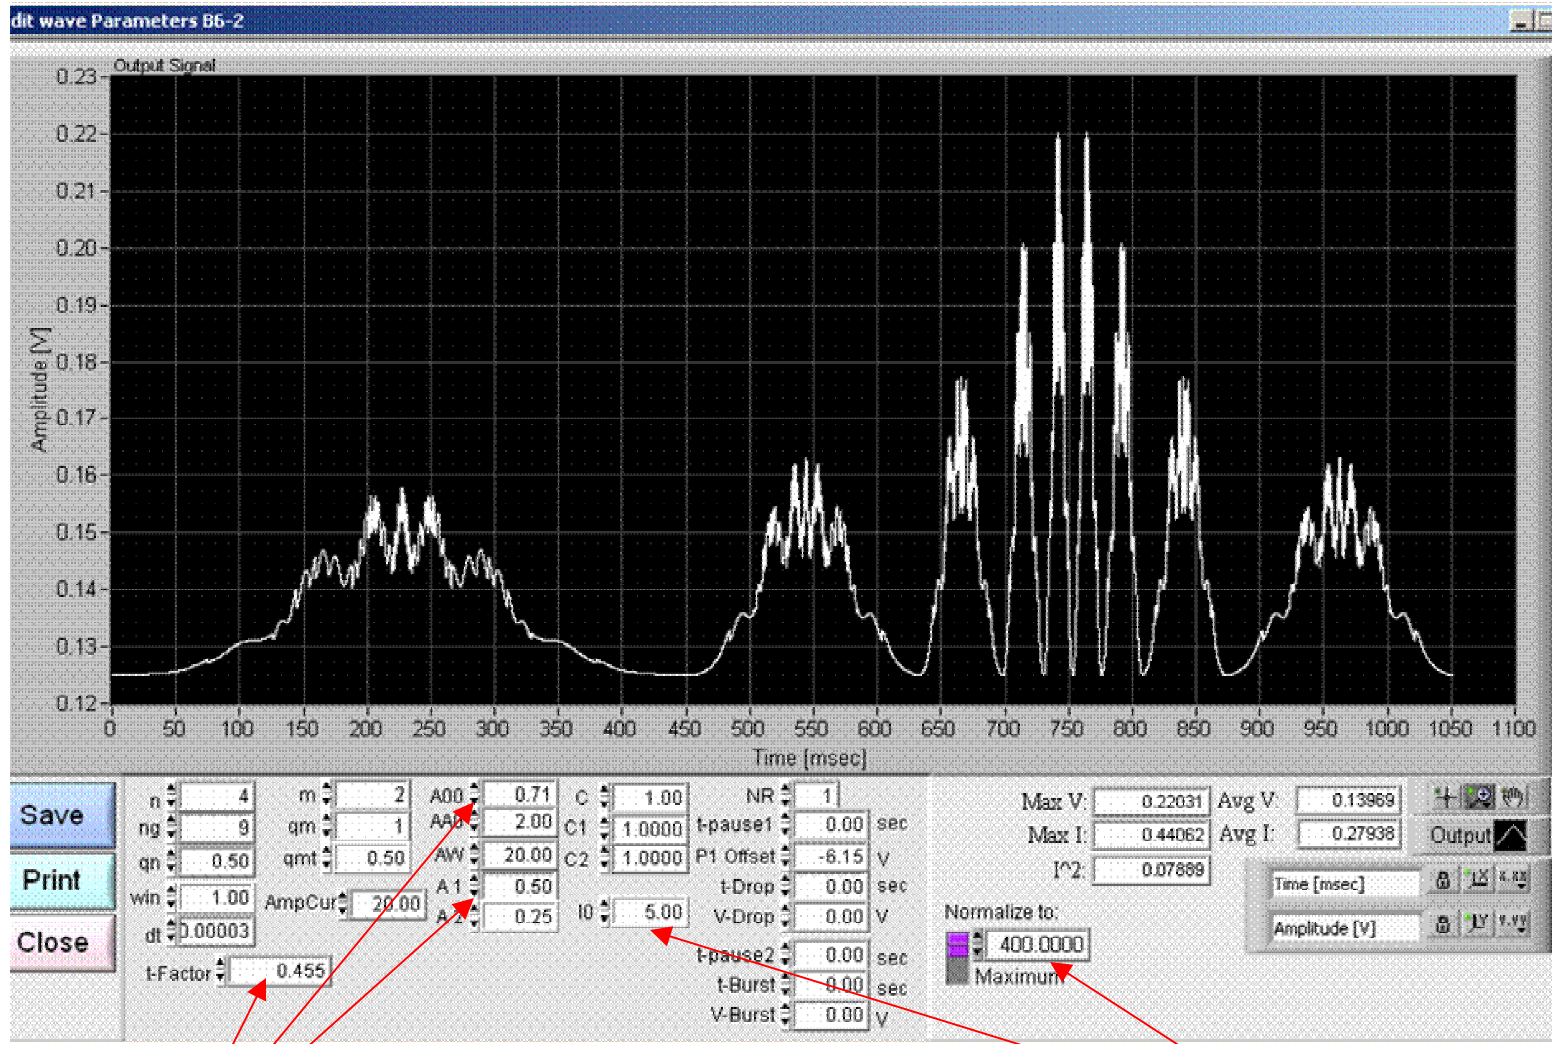 dit wave Parameters B6-2
Output Signal
0.23
0.22
0.21
0.20
0.19
0.18
0.17
0.16
0.15
0.14
0.13
0.12
Amplitude [V]
0 50 100 150 200 250 300 350 400 450 500 550 600 650 700 750 800 850 900 950 1000 1050 1100
Time [msec]
Save
Print
Close
n 4
ng 9
qn 0.50
win 1.00
dt 0.00003
t-Factor 0.455
m 2
qm 1
qmt 0.50
AmpCur 20.00
A00 0.71
AA0 2.00
AW 20.00
A1 0.50
A2 0.25
C 1.00
C1 1.0000
C2 1.0000
I0 5.00
NR 1
t-pause1 0.00 sec
P1 Offset -6.15 V
t-Drop 0.00 sec
V-Drop 0.00 V
t-pause2 0.00 sec
t-Burst 0.00 sec
V-Burst 0.00 V
Max V: 0.22031 Avg V: 0.13969
Max I: 0.44062 Avg I: 0.27938
I^2: 0.07889
Normalize to:
400.0000
Maximum
Output
Time [msec]
Amplitude [V]